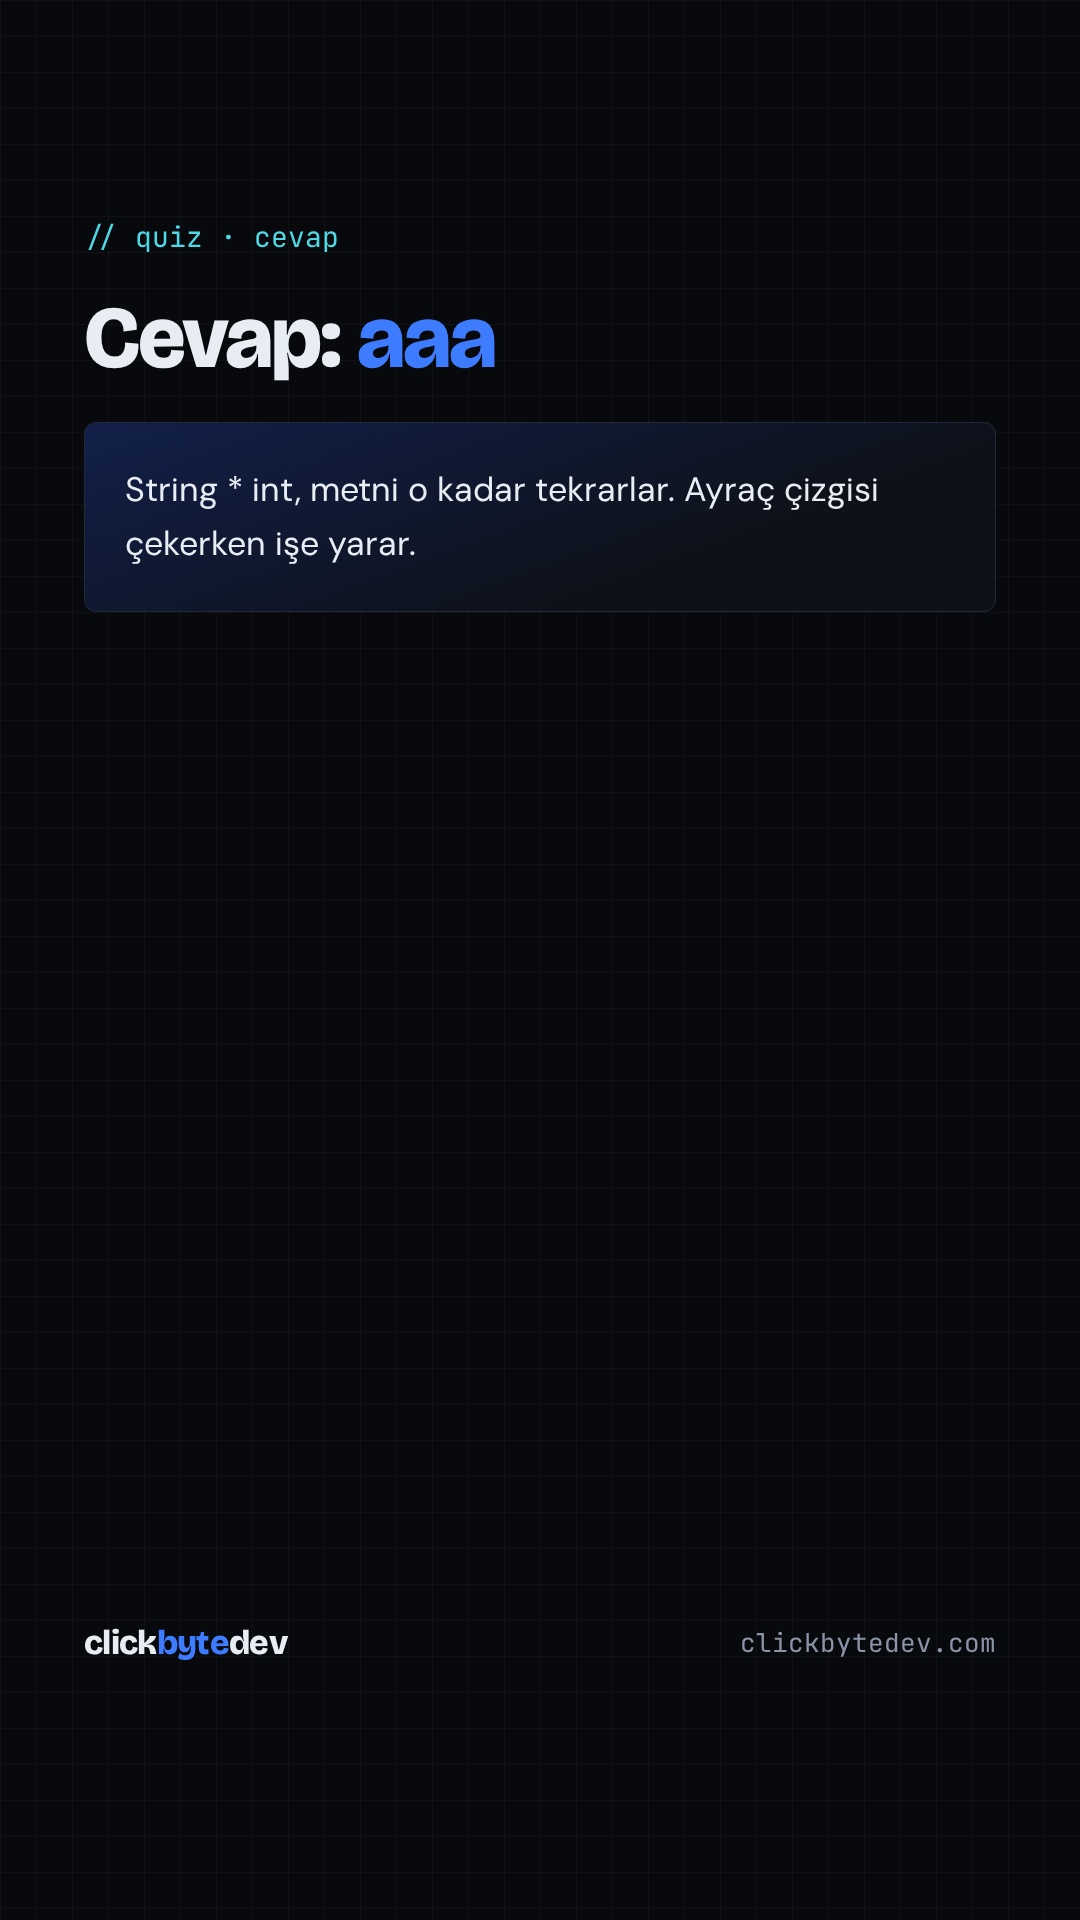 // quiz · cevap
Cevap: aaa
String * int, metni o kadar tekrarlar. Ayraç çizgisi
çekerken işe yarar.
clickbytedev
clickbytedev.com